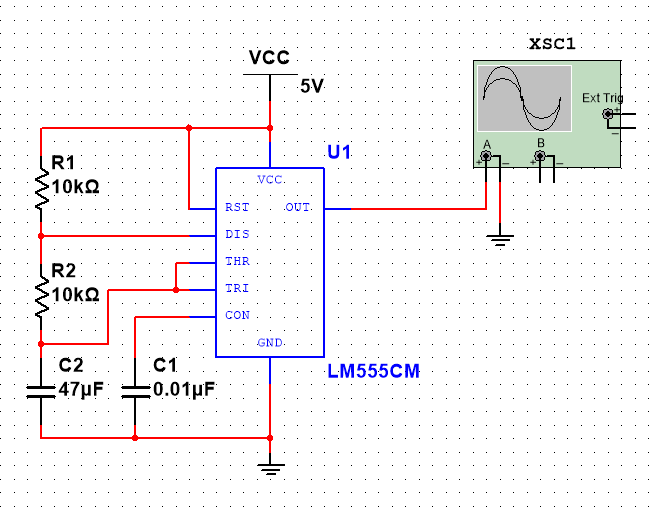 xsc1
VCC
5V
Ext Trig
+
−
A
B
+
−
+
−
U1
R1
10kΩ
VCC
RST
OUT
DIS
R2
10kΩ
THR
TRI
CON
GND
C2
47µF
C1
0.01µF
LM555CM